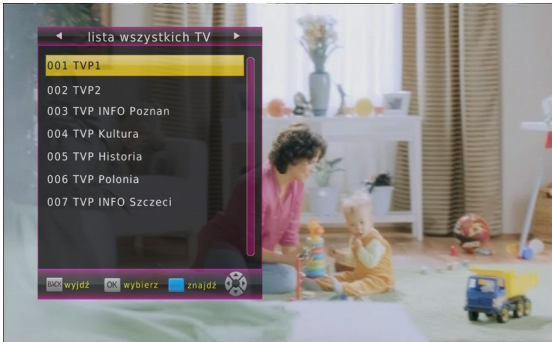 lista wszystkich TV
001 TVP1
002 TVP2
003 TVP INFO Poznan
004 TVP Kultura
005 TVP Historia
006 TVP Polonia
007 TVP INFO Szczeci
BACK wyjdź OK wybierz znajdź